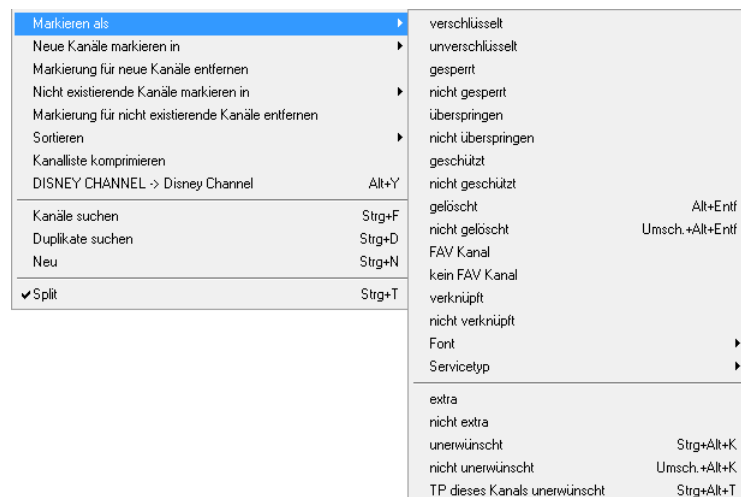 Markieren als
Neue Kanäle markieren in
Markierung für neue Kanäle entfernen
Nicht existierende Kanäle markieren in
Markierung für nicht existierende Kanäle entfernen
Sortieren
Kanalliste komprimieren
DISNEY CHANNEL -> Disney Channel Alt+Y
Kanäle suchen Strg+F
Duplikate suchen Strg+D
Neu Strg+N
Split Strg+T
verschlüsselt
unverschlüsselt
gesperrt
nicht gesperrt
überspringen
nicht überspringen
geschützt
nicht geschützt
gelöscht Alt+Entf
nicht gelöscht Umsch.+Alt+Entf
FAV Kanal
kein FAV Kanal
verknüpft
nicht verknüpft
Font
Servicetyp
extra
nicht extra
unerwünscht Strg+Alt+K
nicht unerwünscht Umsch.+Alt+K
TP dieses Kanals unerwünscht Strg+Alt+T